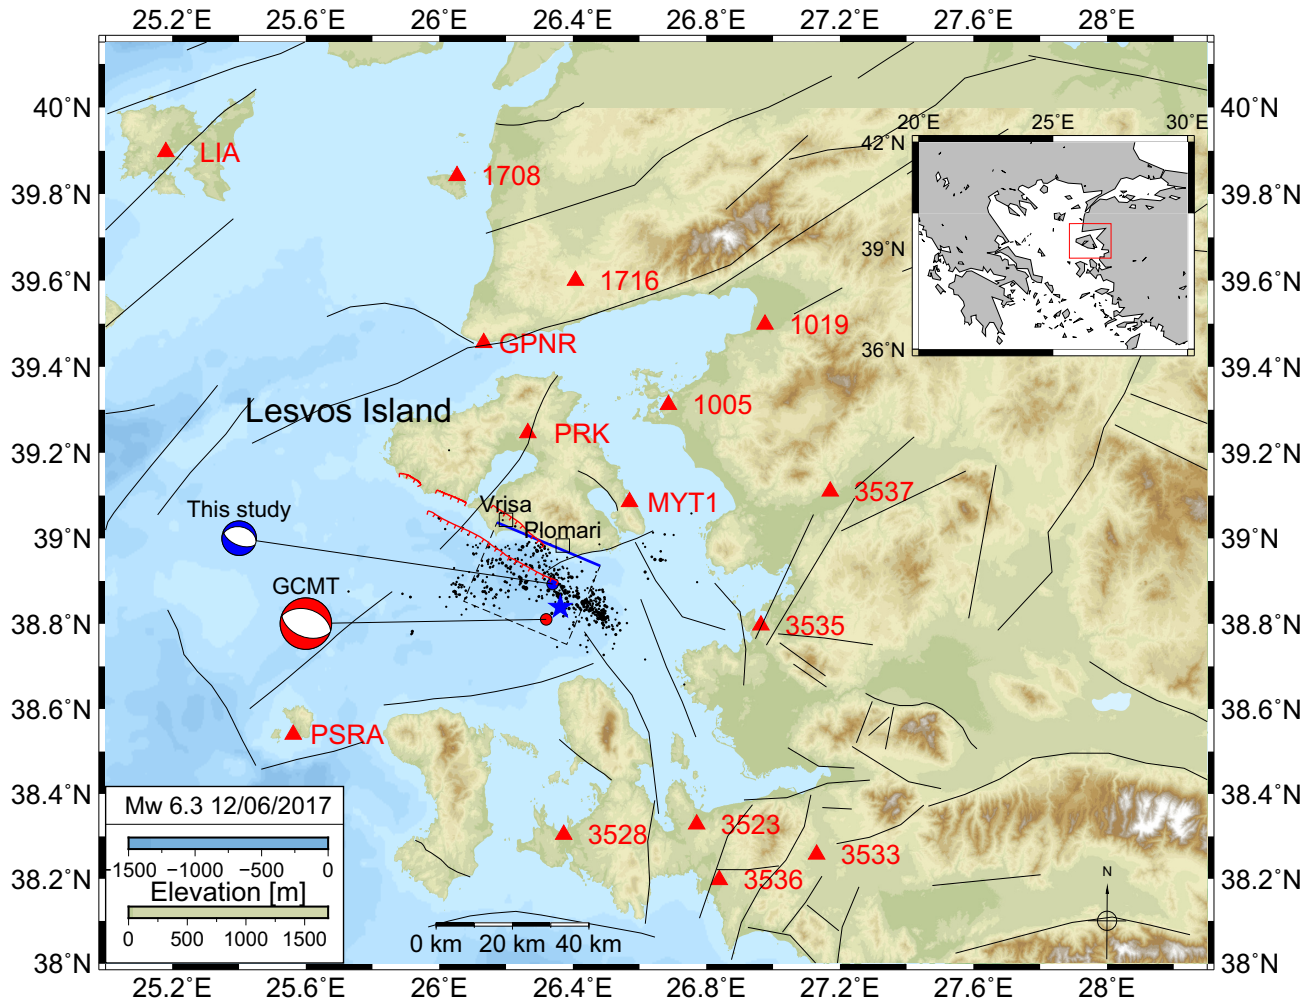 25.2°E 25.6°E 26°E 26.4°E 26.8°E 27.2°E 27.6°E 28°E
40°N 40°N
20°E 25°E 30°E
42°N
LIA
1708
39.8°N 39.8°N
39°N
1716
39.6°N 39.6°N
1019
GPNR
36°N
39.4°N 39.4°N
Lesvos Island
1005
PRK
39.2°N 39.2°N
3537
MYT1
Vrisa
This study
Plomari
39°N 39°N
GCMT
38.8°N 38.8°N
3535
PSRA
38.6°N 38.6°N
38.4°N 38.4°N
Mw 6.3 12/06/2017
3528
3523
−1500 −1000 −500 0
3533
Elevation [m]
3536
38.2°N 38.2°N
N
0 500 1000 1500
0 km 20 km 40 km
38°N 38°N
25.2°E 25.6°E 26°E 26.4°E 26.8°E 27.2°E 27.6°E 28°E